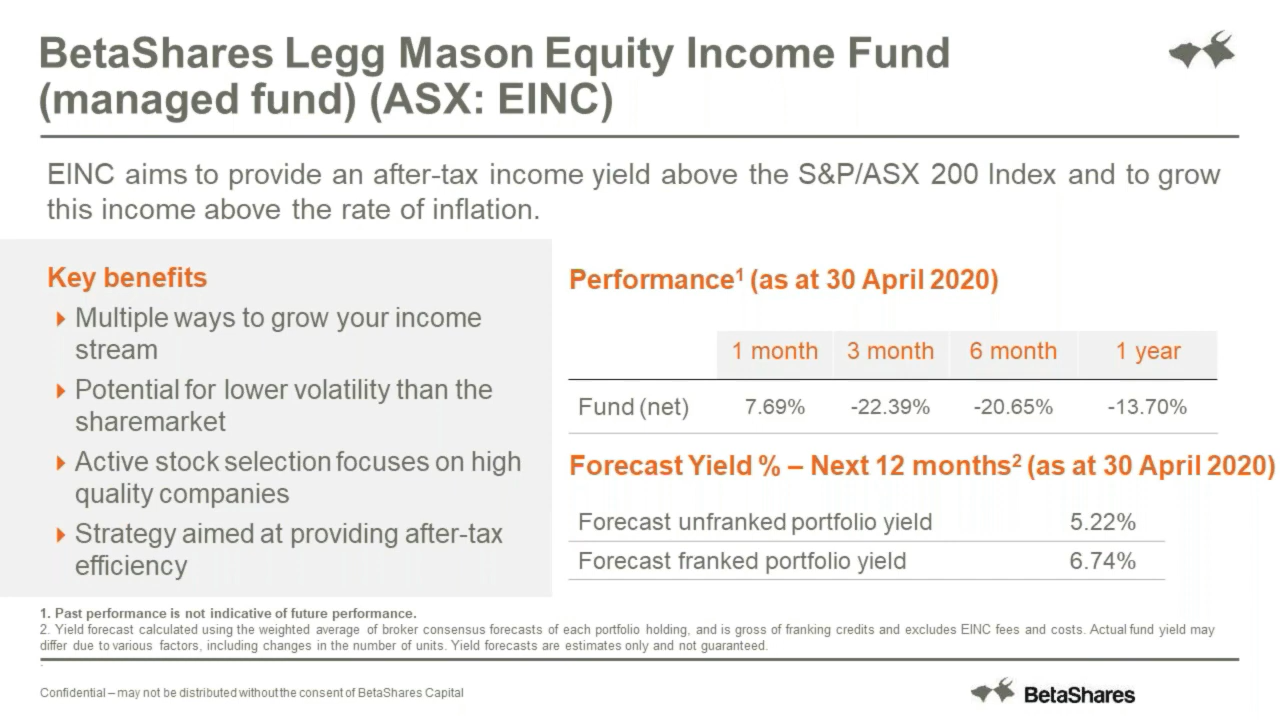 BetaShares Legg Mason Equity Income Fund
(managed fund) (ASX: EINC)
EINC aims to provide an after-tax income yield above the S&P/ASX 200 Index and to grow
this income above the rate of inflation.
Key benefits
Multiple ways to grow your income
stream
Potential for lower volatility than the
sharemarket
Active stock selection focuses on high
quality companies
Strategy aimed at providing after-tax
efficiency
Performance¹ (as at 30 April 2020)
1 month 3 month 6 month 1 year
Fund (net) 7.69% -22.39% -20.65% -13.70%
Forecast Yield % – Next 12 months² (as at 30 April 2020)
Forecast unfranked portfolio yield 5.22%
Forecast franked portfolio yield 6.74%
1. Past performance is not indicative of future performance.
2. Yield forecast calculated using the weighted average of broker consensus forecasts of each portfolio holding, and is gross of franking credits and excludes EINC fees and costs. Actual fund yield may
differ due to various factors, including changes in the number of units. Yield forecasts are estimates only and not guaranteed.
Confidential – may not be distributed without the consent of BetaShares Capital
BetaShares